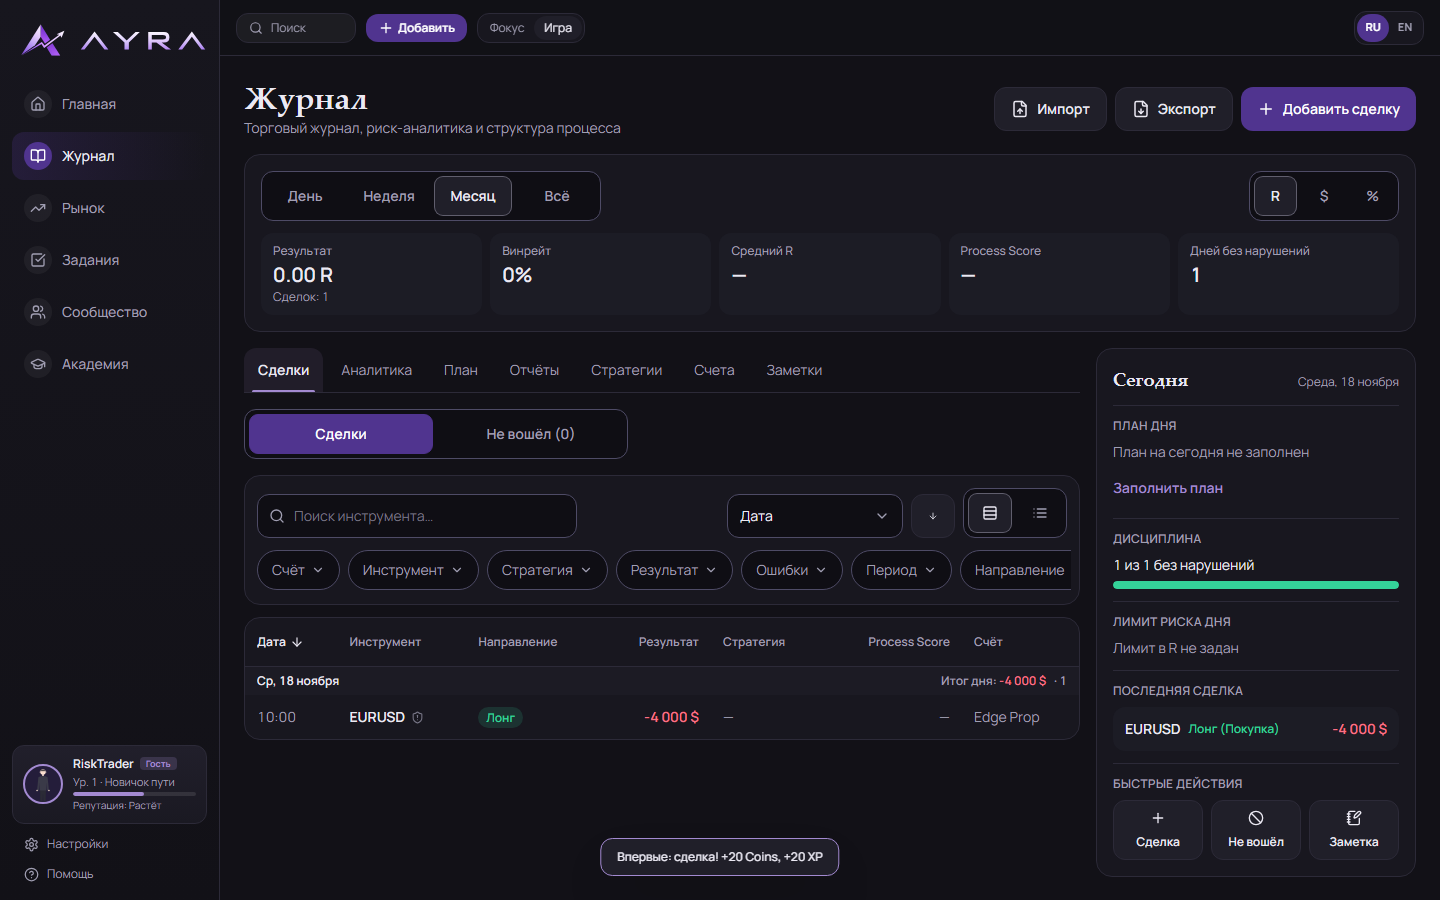 AYRA
Поиск
Добавить
Фокус
Игра
RU
EN
Главная
Журнал
Рынок
Задания
Сообщество
Академия
Журнал
Торговый журнал, риск-аналитика и структура процесса
Импорт
Экспорт
Добавить сделку
День
Неделя
Месяц
Всё
R
$
%
Результат
0.00 R
Сделок: 1
Винрейт
0%
Средний R
—
Process Score
—
Дней без нарушений
1
Сделки
Аналитика
План
Отчёты
Стратегии
Счета
Заметки
Сделки
Не вошёл (0)
Поиск инструмента...
Дата
Счёт
Инструмент
Стратегия
Результат
Ошибки
Период
Направление
Дата
Инструмент
Направление
Результат
Стратегия
Process Score
Счёт
Ср, 18 ноября
Итог дня: -4 000 $ · 1
10:00
EURUSD
Лонг
-4 000 $
—
—
Edge Prop
Сегодня
Среда, 18 ноября
ПЛАН ДНЯ
План на сегодня не заполнен
Заполнить план
ДИСЦИПЛИНА
1 из 1 без нарушений
ЛИМИТ РИСКА ДНЯ
Лимит в R не задан
ПОСЛЕДНЯЯ СДЕЛКА
EURUSD Лонг (Покупка) -4 000 $
БЫСТРЫЕ ДЕЙСТВИЯ
Сделка
Не вошёл
Заметка
RiskTrader
Гость
Ур. 1 · Новичок пути
Репутация: Растёт
Настройки
Помощь
Впервые: сделка! +20 Coins, +20 XP